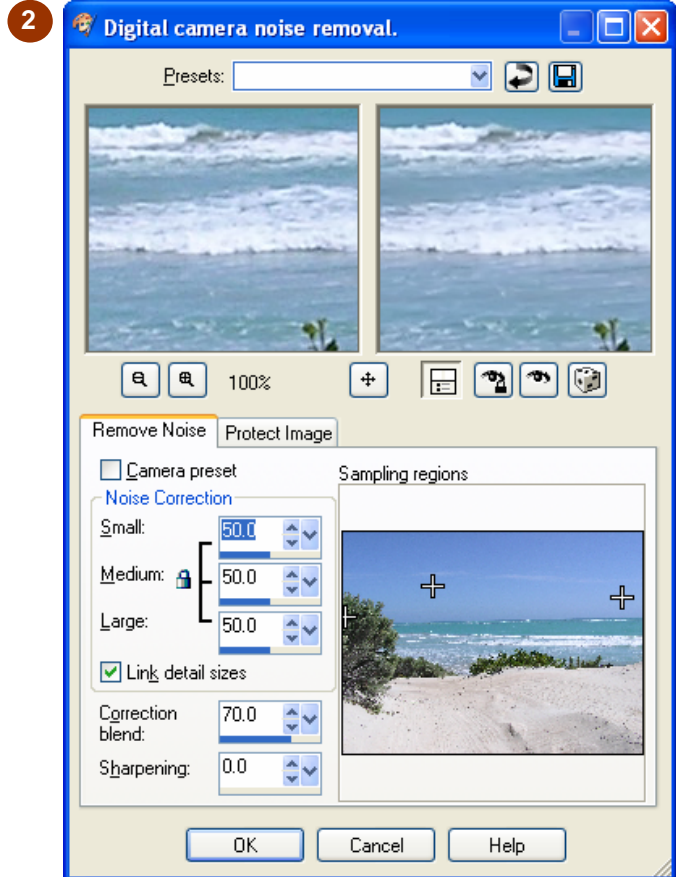 2
Digital camera noise removal.
Presets:
100%
Remove Noise
Protect Image
Camera preset
Sampling regions
Noise Correction
Small: 50.0
Medium: 50.0
Large: 50.0
Link detail sizes
Correction blend: 70.0
Sharpening: 0.0
OK
Cancel
Help